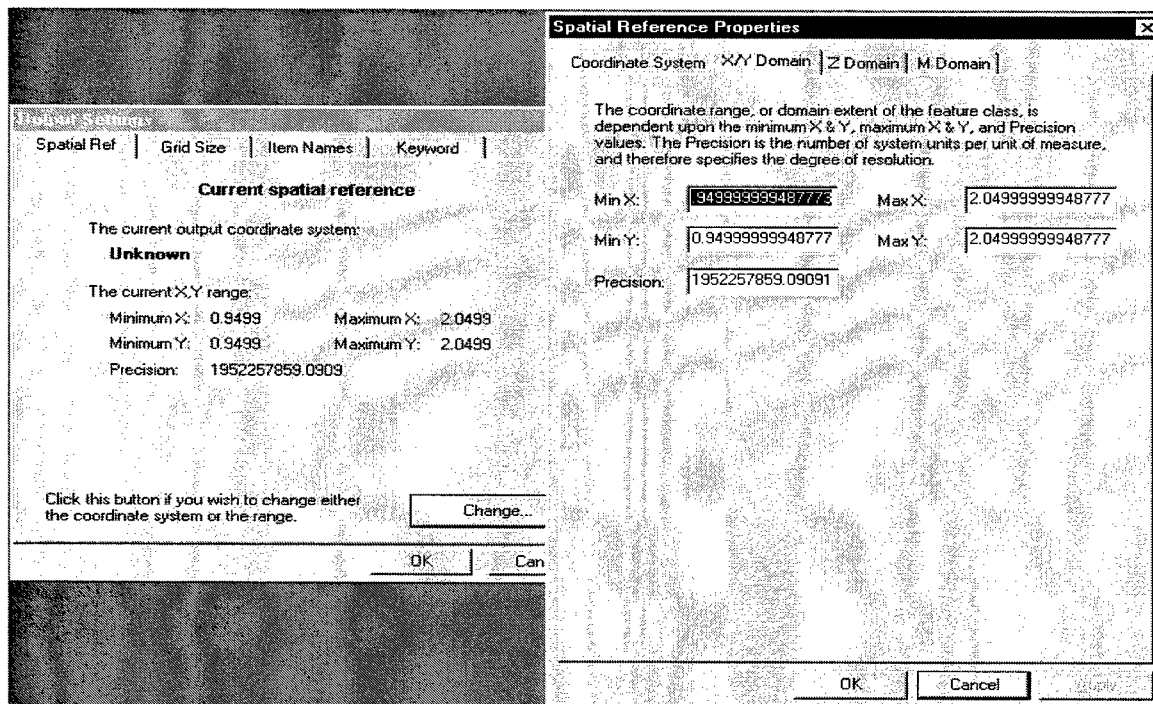 Output Settings
Spatial Ref Grid Size Item Names Keyword
Current spatial reference
The current output coordinate system:
Unknown
The current X,Y range:
Minimum X: 0.9499 Maximum X: 2.0499
Minimum Y: 0.9499 Maximum Y: 2.0499
Precision: 1952257859.0909
Click this button if you wish to change either
the coordinate system or the range.
Change...
OK Can
Spatial Reference Properties
Coordinate System X/Y Domain Z Domain M Domain
The coordinate range, or domain extent of the feature class, is
dependent upon the minimum X & Y, maximum X & Y, and Precision
values. The Precision is the number of system units per unit of measure,
and therefore specifies the degree of resolution.
Min X: .949999999487773 Max X: 2.04999999948777
Min Y: 0.94999999948777 Max Y: 2.04999999948777
Precision: 1952257859.09091
OK Cancel